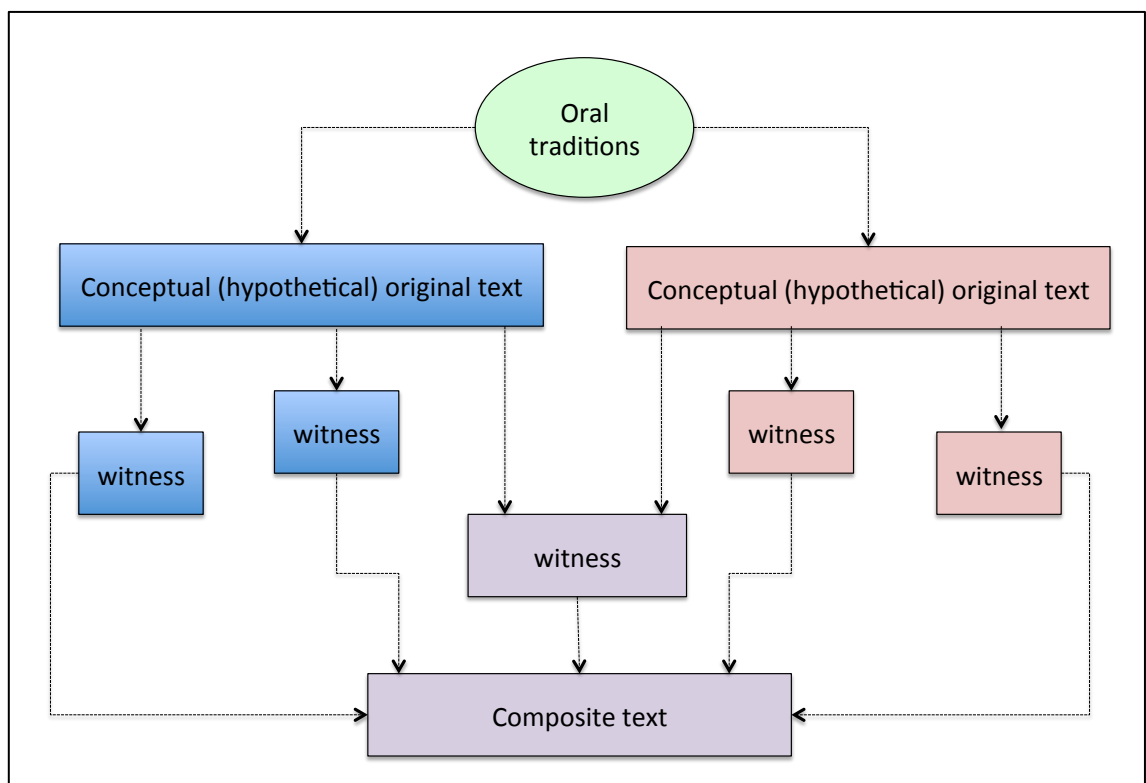 Oral
traditions
Conceptual (hypothetical) original text
Conceptual (hypothetical) original text
witness
witness
witness
witness
witness
Composite text